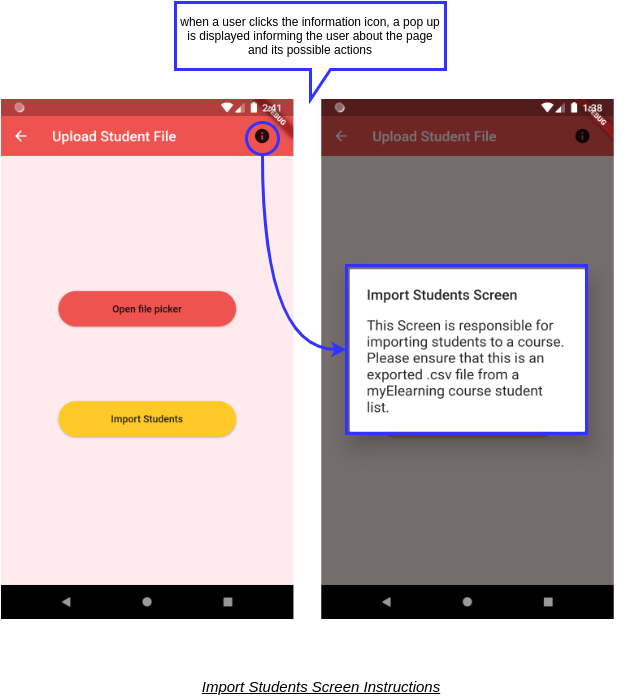 when a user clicks the information icon, a pop up
is displayed informing the user about the page
and its possible actions
2:41
DEBUG
Upload Student File
Open file picker
Import Students
1:38
DEBUG
Upload Student File
Import Students Screen
This Screen is responsible for
importing students to a course.
Please ensure that this is an
exported .csv file from a
myElearning course student
list.
Import Students Screen Instructions